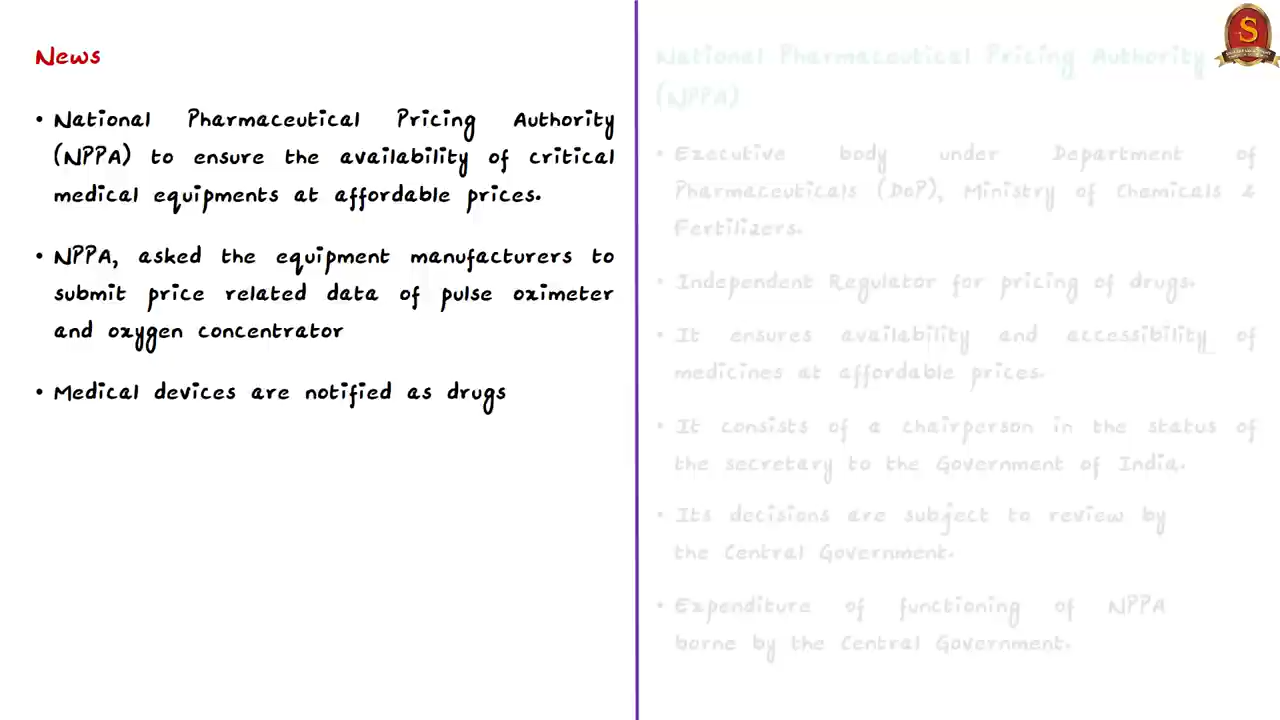 News
• National Pharmaceutical Pricing Authority
(NPPA) to ensure the availability of critical
medical equipments at affordable prices.
• NPPA, asked the equipment manufacturers to
submit price related data of pulse oximeter
and oxygen concentrator
• Medical devices are notified as drugs
National Pharmaceutical Pricing Authority
(NPPA)
• Executive body under Department of
Pharmaceuticals (DoP), Ministry of Chemicals &
Fertilizers.
• Independent Regulator for pricing of drugs.
• It ensures availability and accessibility of
medicines at affordable prices.
• It consists of a chairperson in the status of
the secretary to the Government of India.
• Its decisions are subject to review by
the Central Government.
• Expenditure of functioning of NPPA
borne by the Central Government.
S